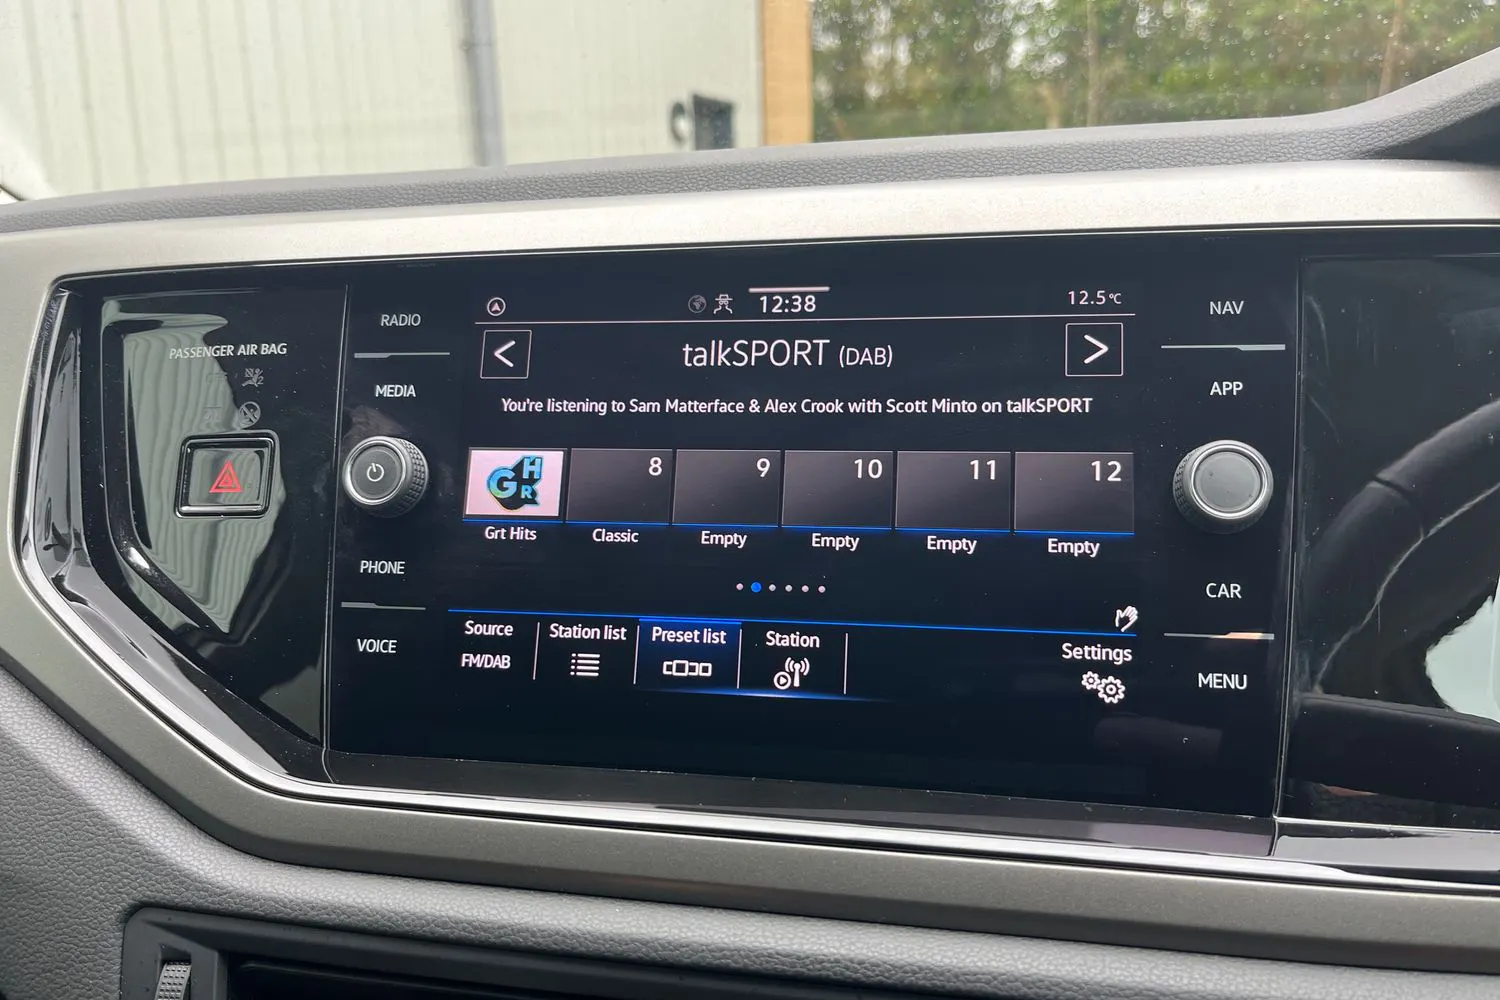 PASSENGER AIR BAG
RADIO
MEDIA
PHONE
VOICE
12:38
12.5°C
talkSPORT (DAB)
You're listening to Sam Matterface & Alex Crook with Scott Minto on talkSPORT
GHR
8
9
10
11
12
Grt Hits
Classic
Empty
Empty
Empty
Empty
Source
FM/DAB
Station list
Preset list
Station
Settings
NAV
APP
CAR
MENU